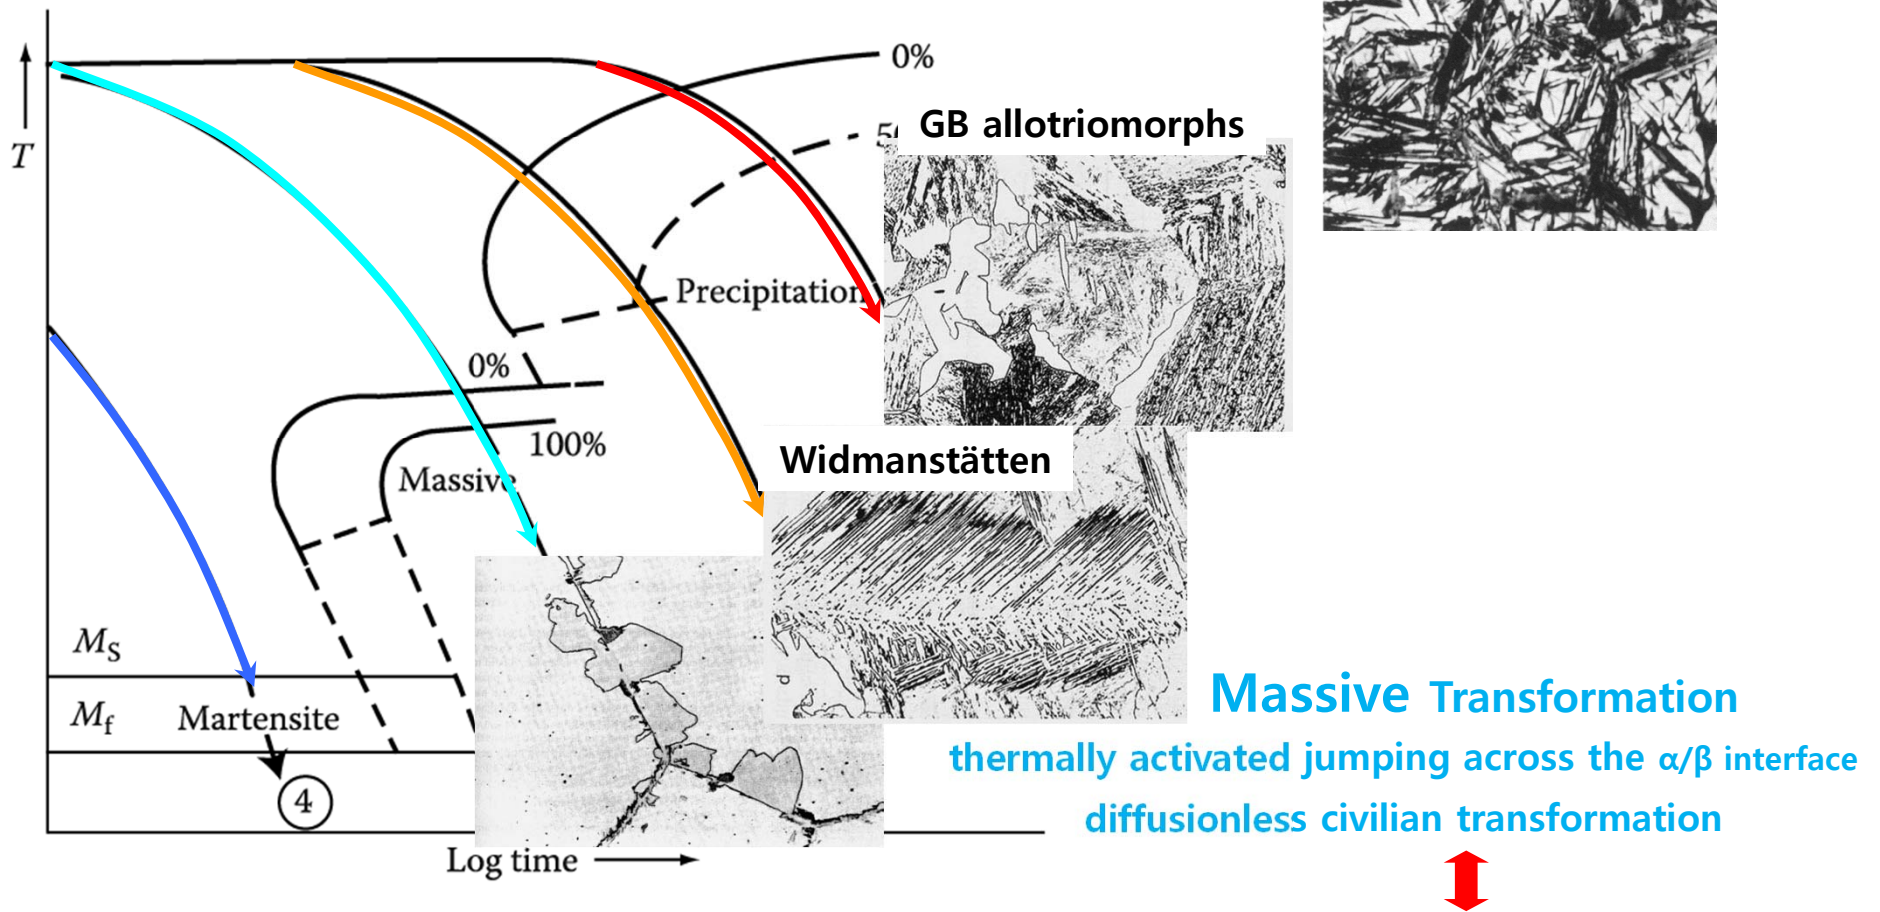 0%
GB allotriomorphs
T
Precipitation
0%
100%
Widmanstätten
Massive
Ms
Mf
Martensite
4
Massive Transformation
thermally activated jumping across the α/β interface
diffusionless civilian transformation
Log time